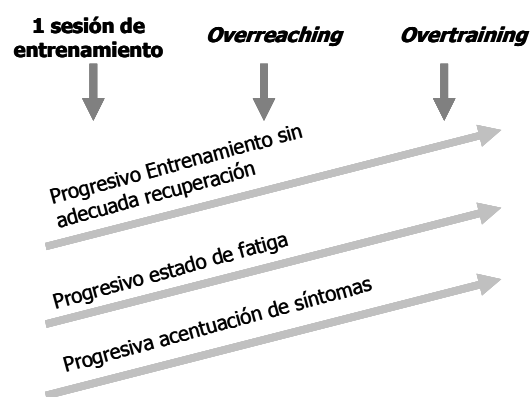 1 sesión de
entrenamiento
Overreaching
Overtraining
Progresivo Entrenamiento sin
adecuada recuperación
Progresivo estado de fatiga
Progresiva acentuación de síntomas